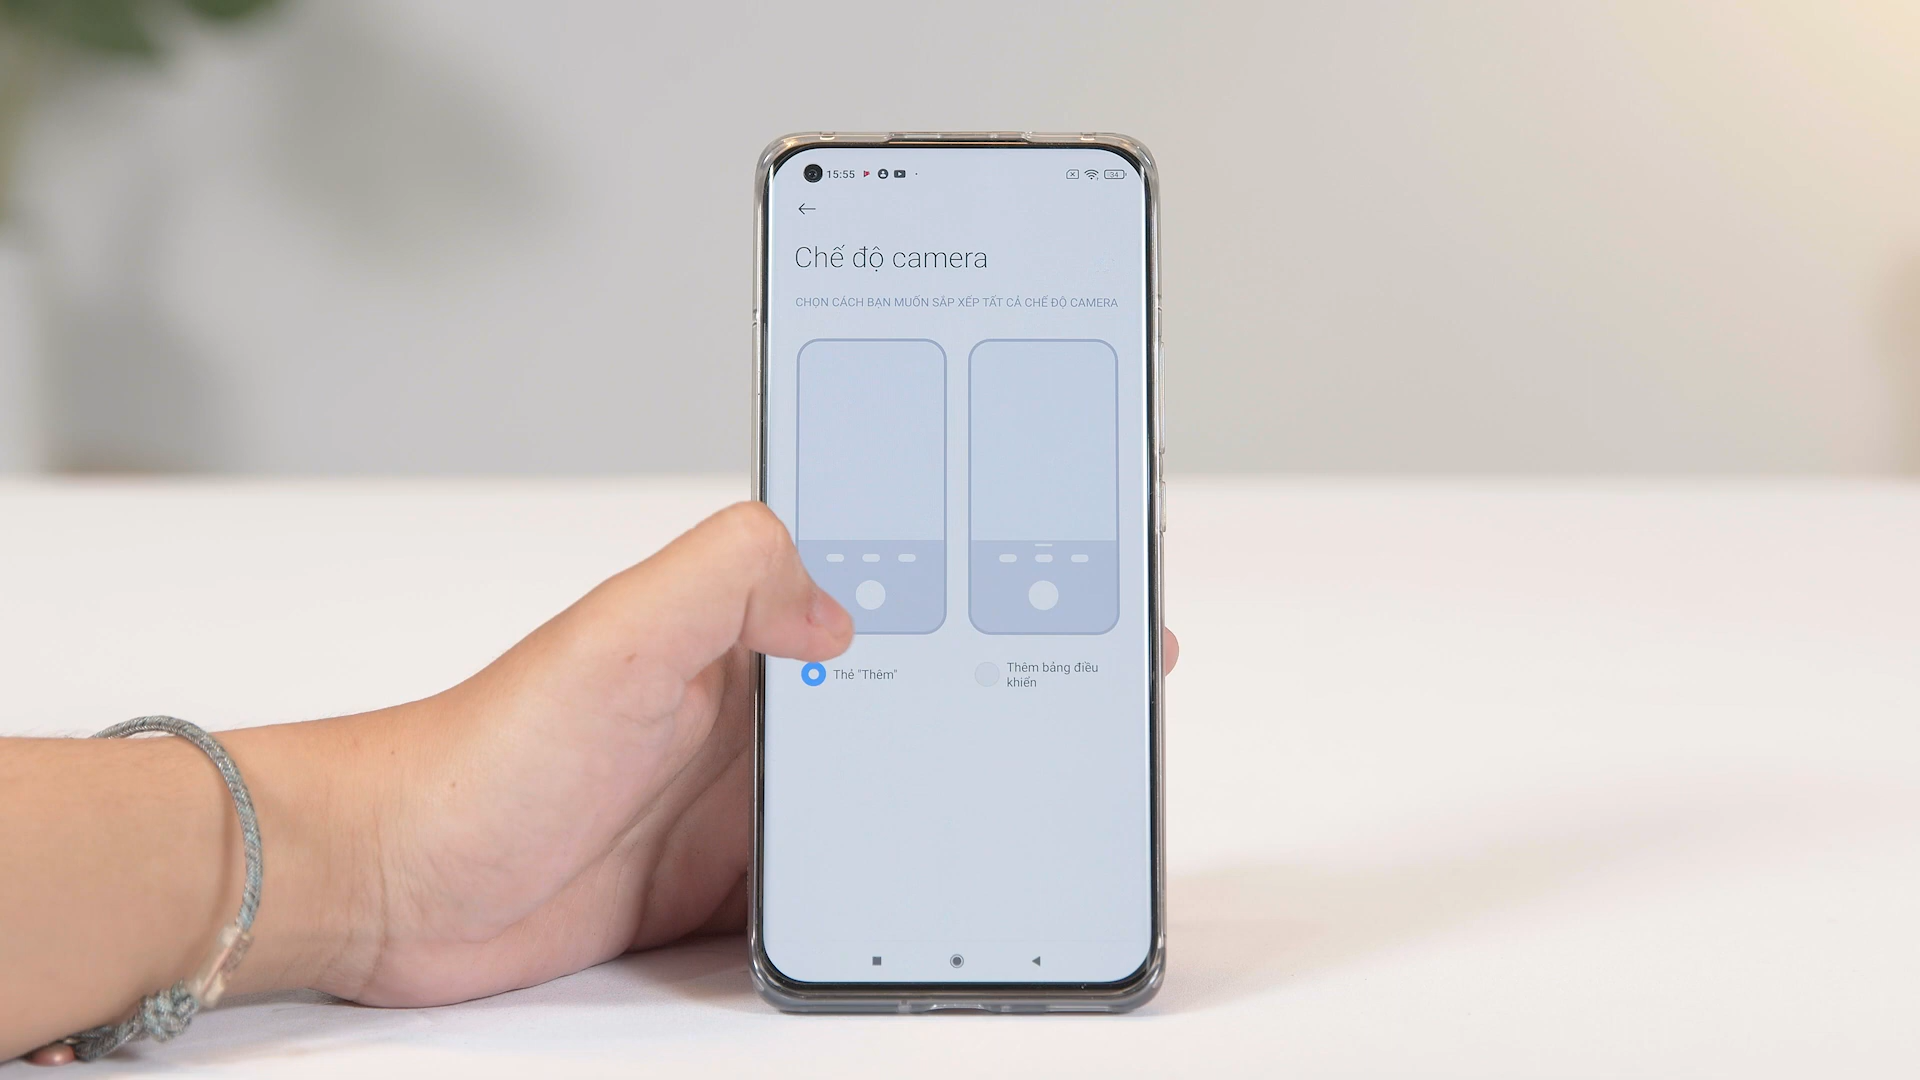 15:55
34
Chế độ camera
CHỌN CÁCH BẠN MUỐN SẮP XẾP TẤT CẢ CHẾ ĐỘ CAMERA
Thẻ "Thêm"
Thêm bảng điều
khiển